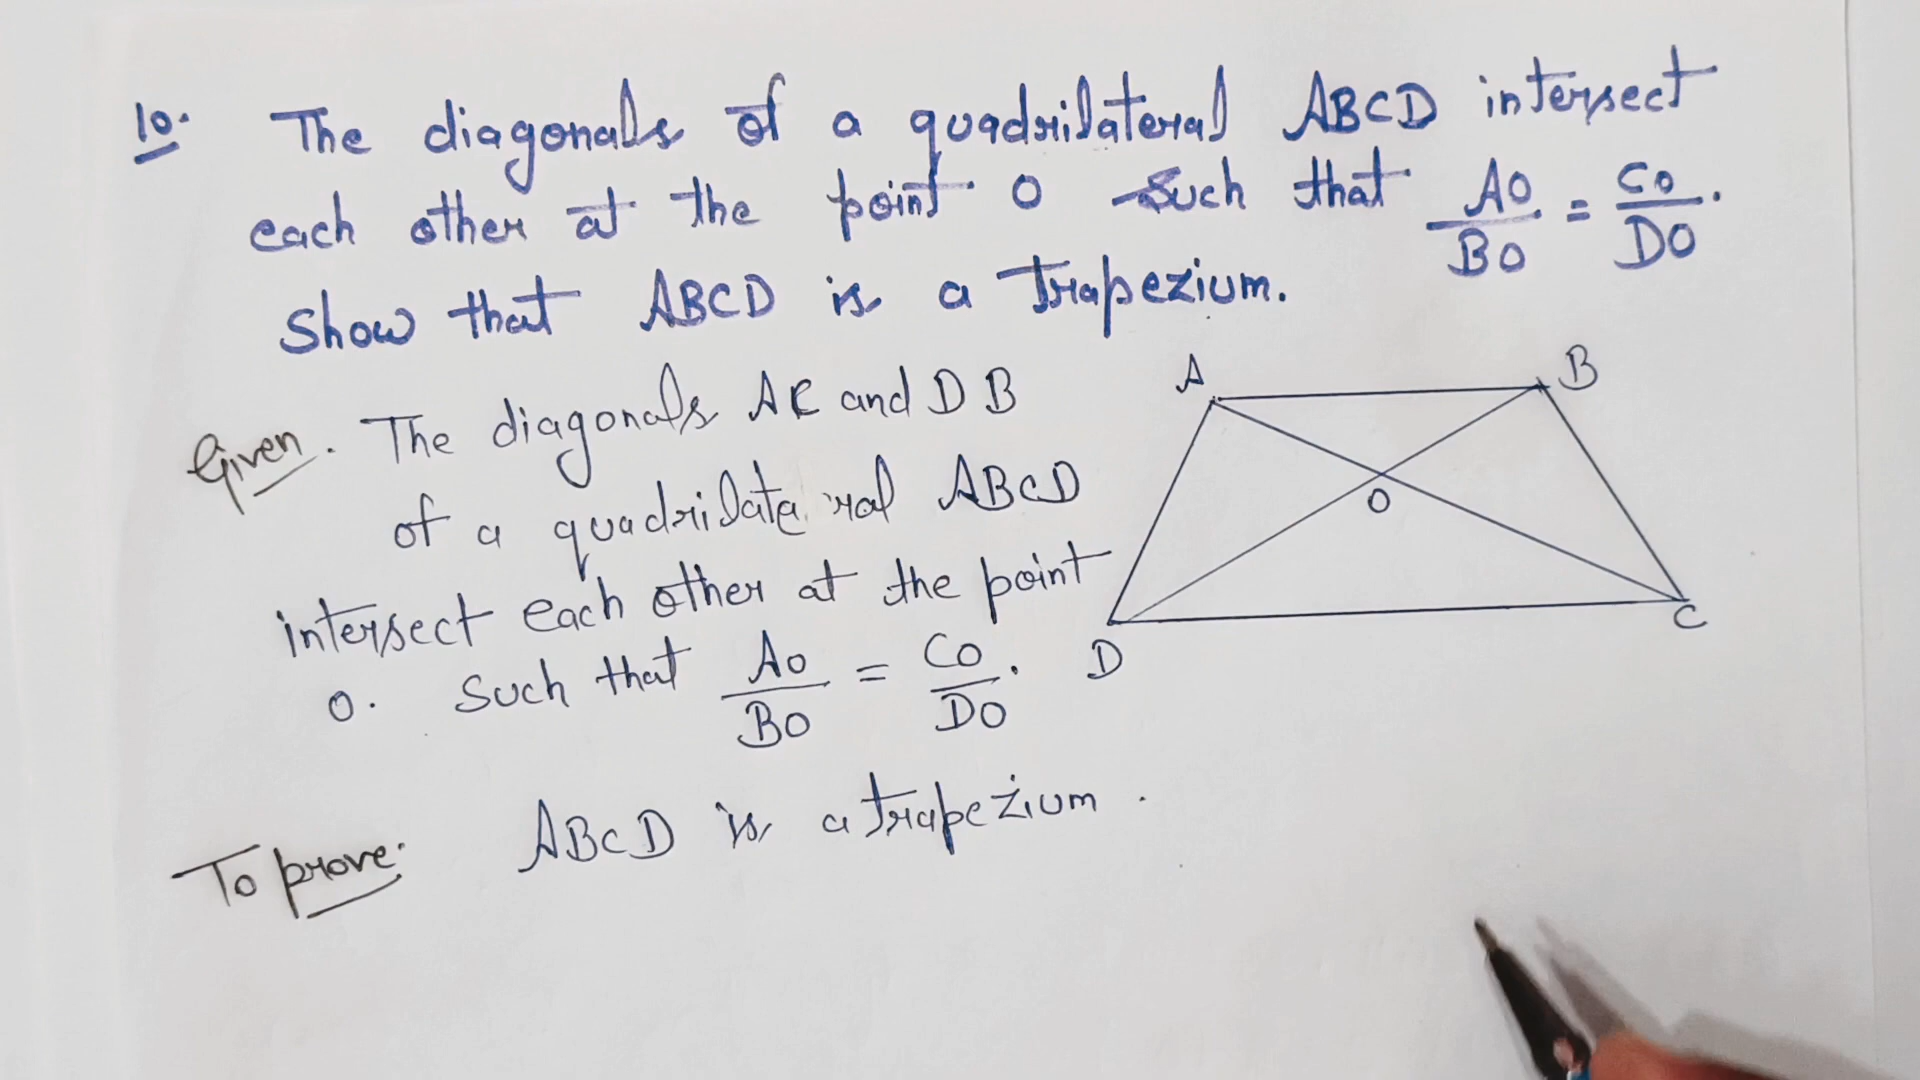 10. The diagonals of a quadrilateral ABCD intersect
each other at the point O such that AO/BO = CO/DO.
Show that ABCD is a trapezium.
Given. The diagonals AC and DB
of a quadrilateral ABCD
intersect each other at the point
O. Such that AO/BO = CO/DO.
To prove: ABCD is a trapezium.
A
B
O
C
D